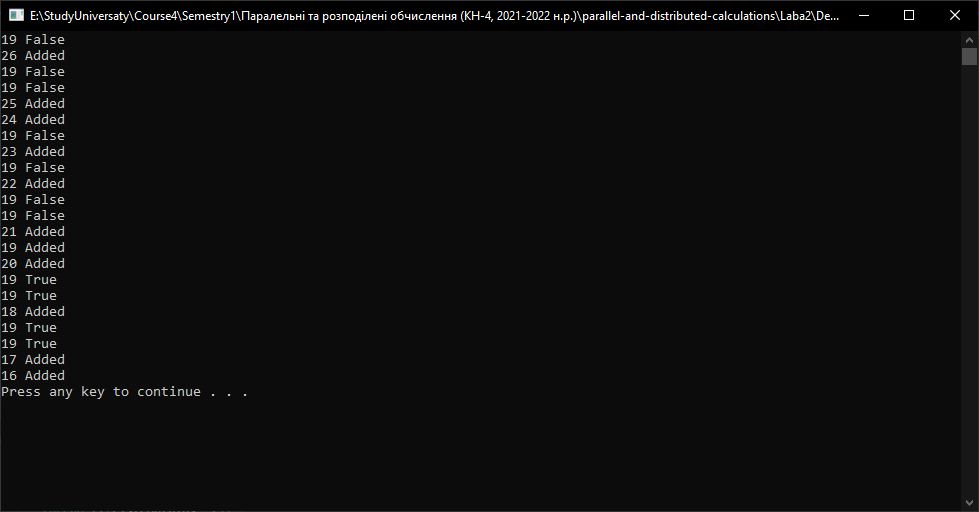 E:\StudyUniversaty\Course4\Semestry1\Паралельні та розподілені обчислення (КН-4, 2021-2022 н.р.)\parallel-and-distributed-calculations\Laba2\De...
19 False
26 Added
19 False
19 False
25 Added
24 Added
19 False
23 Added
19 False
22 Added
19 False
19 False
21 Added
19 Added
20 Added
19 True
19 True
18 Added
19 True
19 True
17 Added
16 Added
Press any key to continue . . .